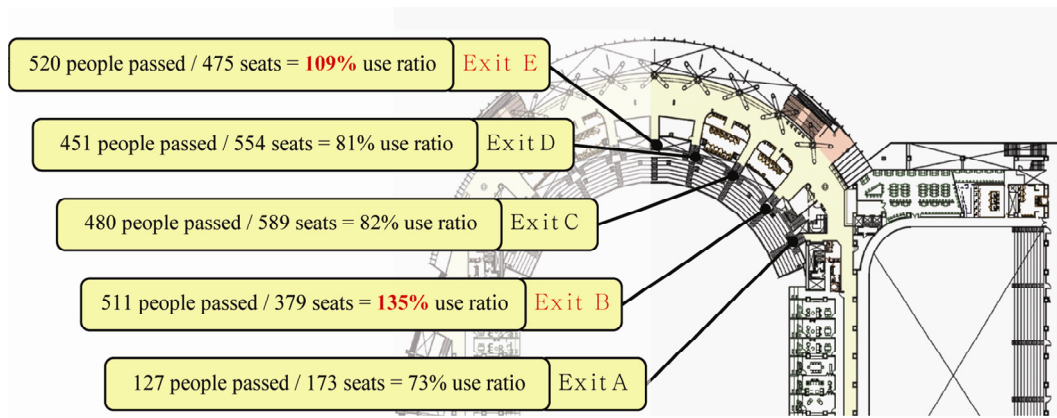 520 people passed / 475 seats = 109% use ratio Exit E
451 people passed / 554 seats = 81% use ratio Exit D
480 people passed / 589 seats = 82% use ratio Exit C
511 people passed / 379 seats = 135% use ratio Exit B
127 people passed / 173 seats = 73% use ratio Exit A